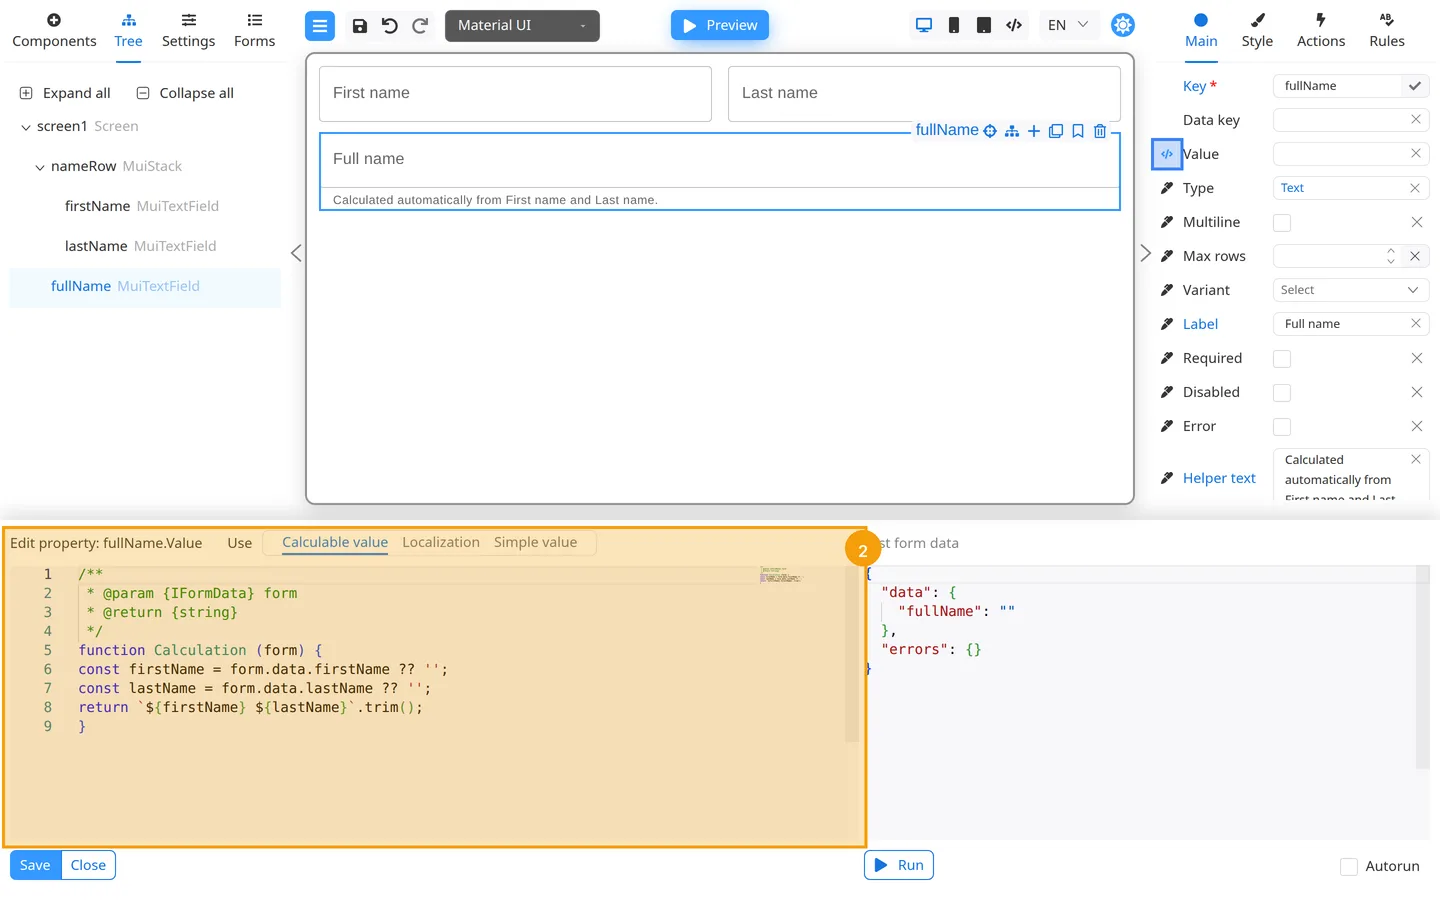 Components
Tree
Settings
Forms
Material UI
Preview
EN
Main
Style
Actions
Rules
Expand all
Collapse all
screen1 Screen
nameRow MuiStack
firstName MuiTextField
lastName MuiTextField
fullName MuiTextField
First name
Last name
fullName
Full name
Calculated automatically from First name and Last name.
Key * fullName
Data key
Value
Type Text
Multiline
Max rows
Variant Select
Label Full name
Required
Disabled
Error
Helper text
Calculated
automatically from
First name and Last
Edit property: fullName.Value Use Calculable value Localization Simple value
1 /**
2 * @param {IFormData} form
3 * @return {string}
4 */
5 function Calculation (form) {
6 const firstName = form.data.firstName ?? '';
7 const lastName = form.data.lastName ?? '';
8 return `${firstName} ${lastName}`.trim();
9 }
2
st form data
{
"data": {
"fullName": ""
},
"errors": {}
}
Save
Close
Run
Autorun